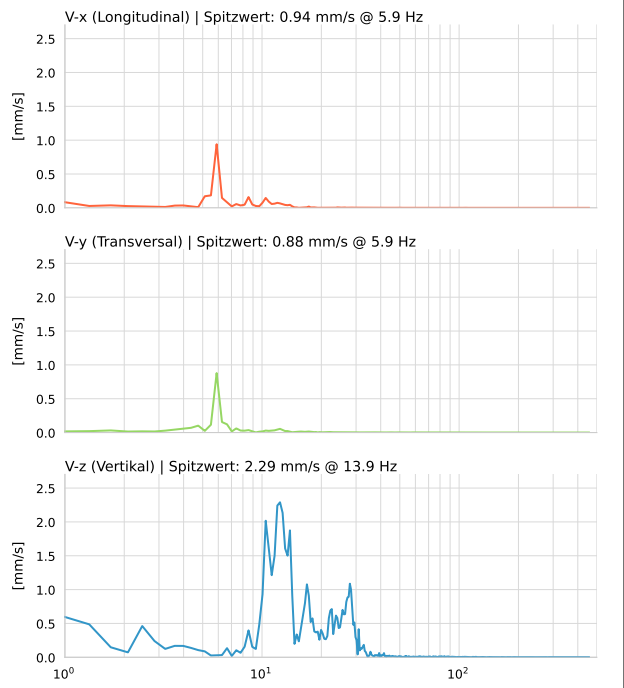 V-x (Longitudinal) | Spitzwert: 0.94 mm/s @ 5.9 Hz
2.5
2.0
1.5
1.0
0.5
0.0
[mm/s]
V-y (Transversal) | Spitzwert: 0.88 mm/s @ 5.9 Hz
2.5
2.0
1.5
1.0
0.5
0.0
[mm/s]
V-z (Vertikal) | Spitzwert: 2.29 mm/s @ 13.9 Hz
2.5
2.0
1.5
1.0
0.5
0.0
[mm/s]
10⁰ 10¹ 10²